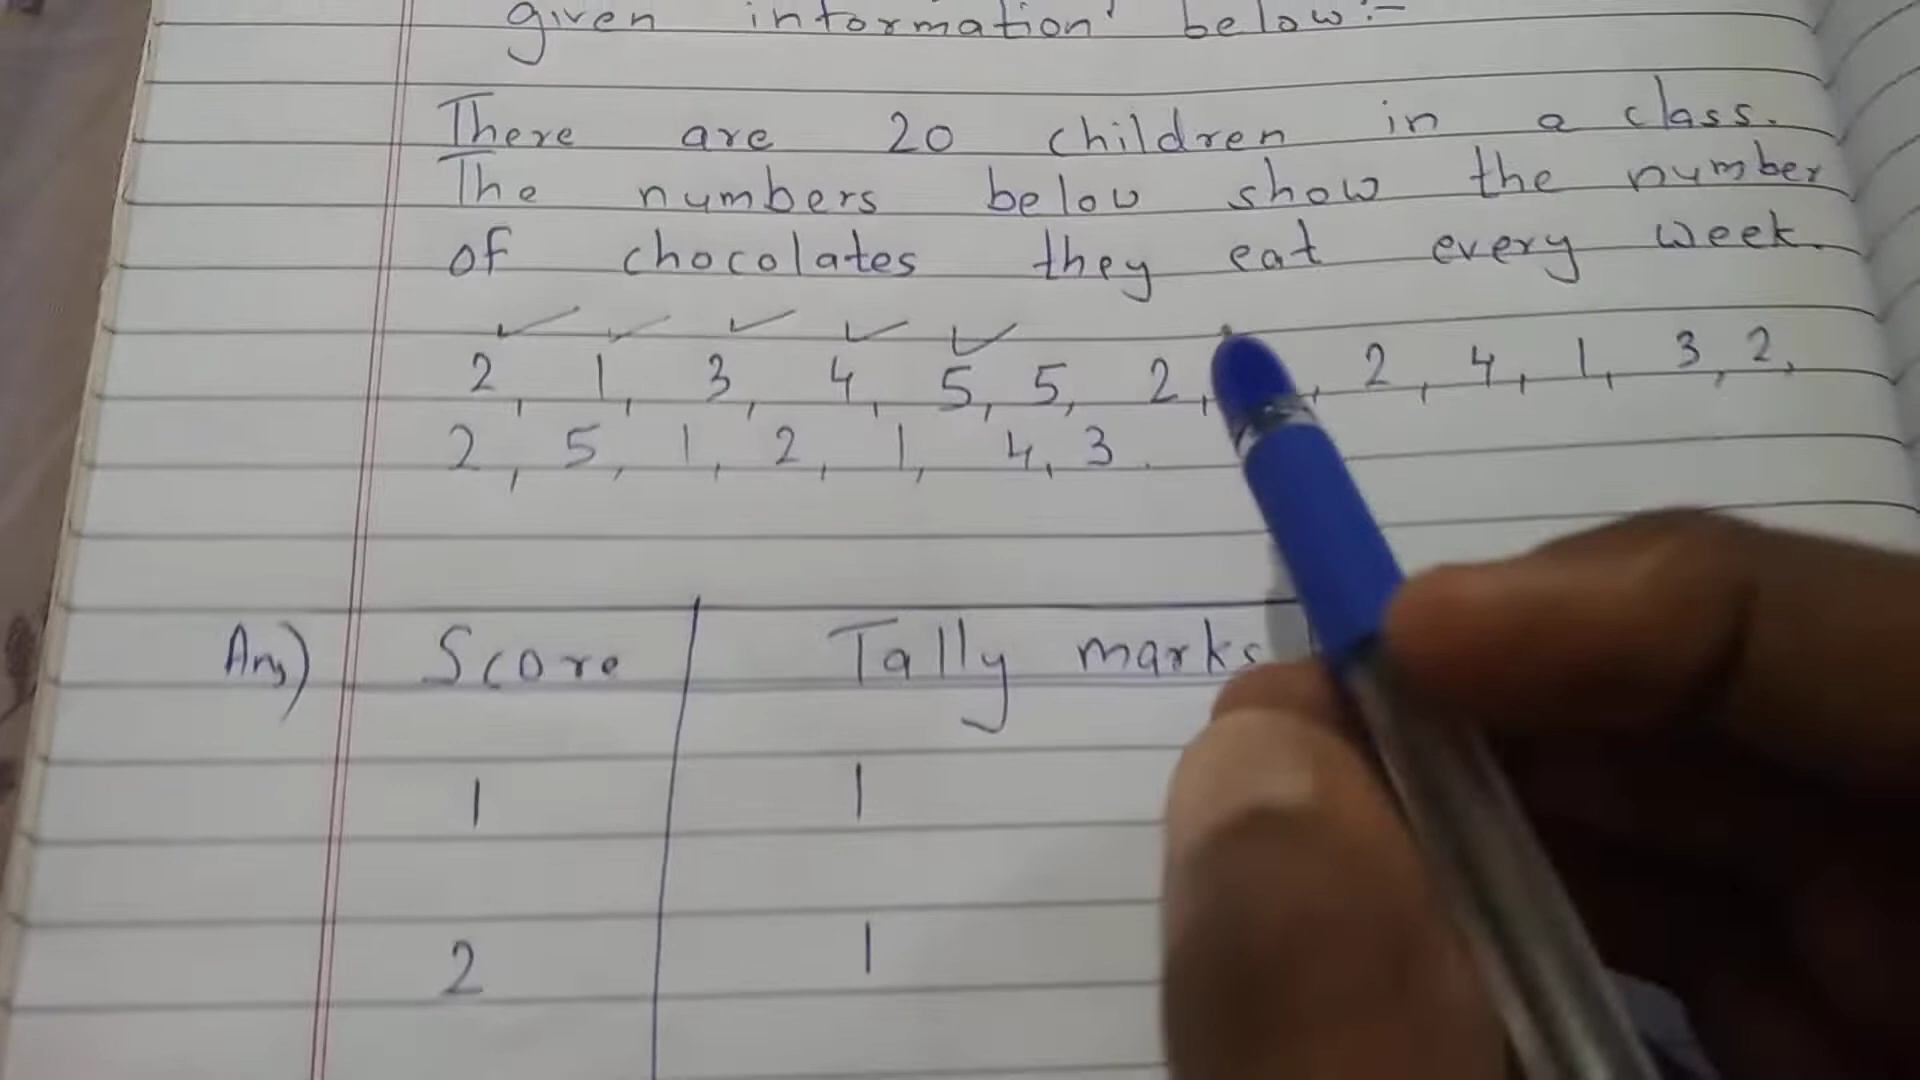 given information' below:-
There are 20 children in a class.
The numbers below show the number
of chocolates they eat every week.
2, 1, 3, 4, 5, 5, 2, , 2, 4, 1, 3, 2,
2, 5, 1, 2, 1, 4, 3.
Ans) Score Tally marks
1 |
2 |